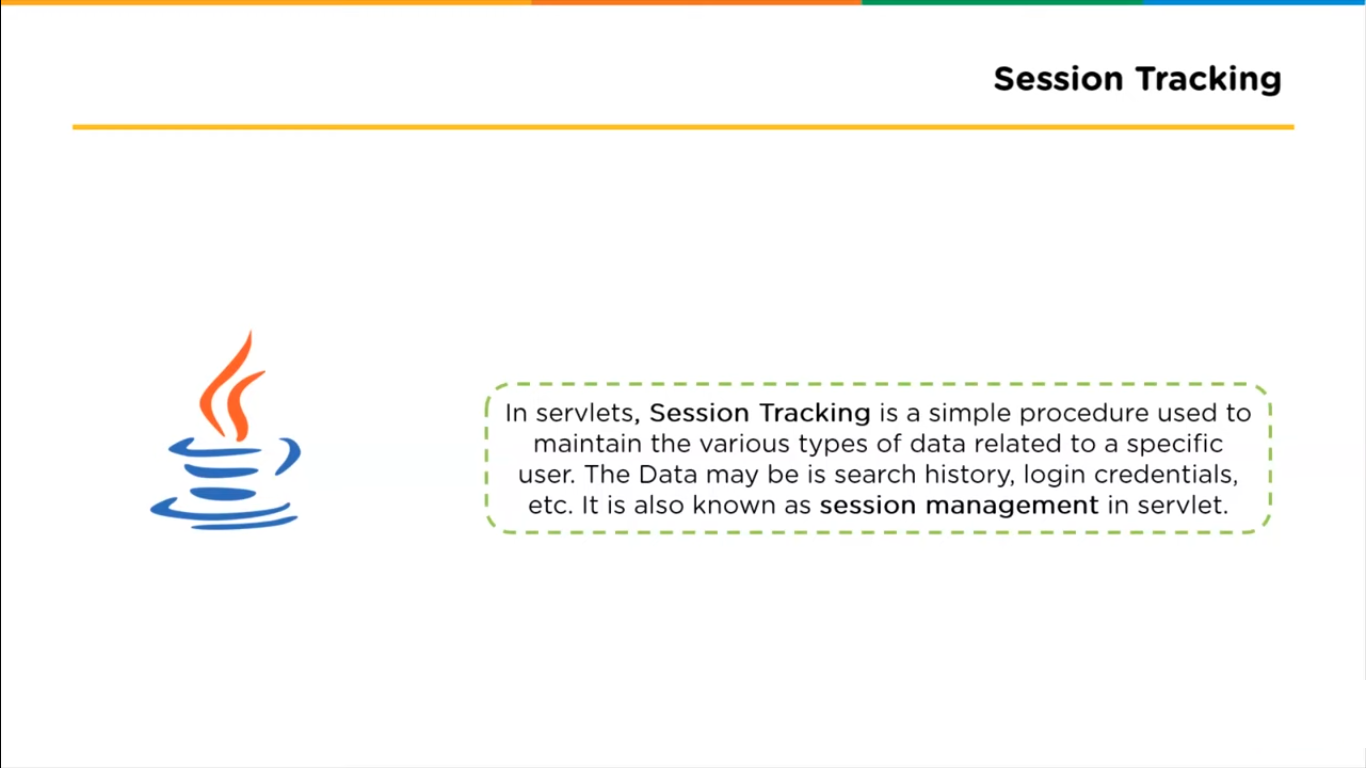 Session Tracking
In servlets, Session Tracking is a simple procedure used to
maintain the various types of data related to a specific
user. The Data may be is search history, login credentials,
etc. It is also known as session management in servlet.